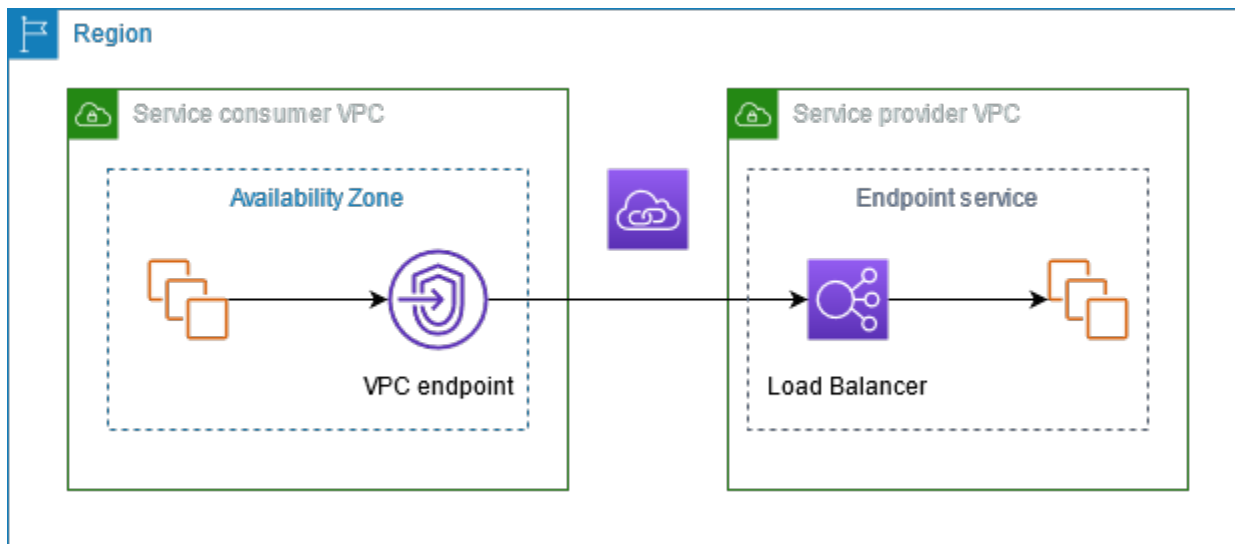 Region
Service consumer VPC
Service provider VPC
Availability Zone
Endpoint service
VPC endpoint
Load Balancer